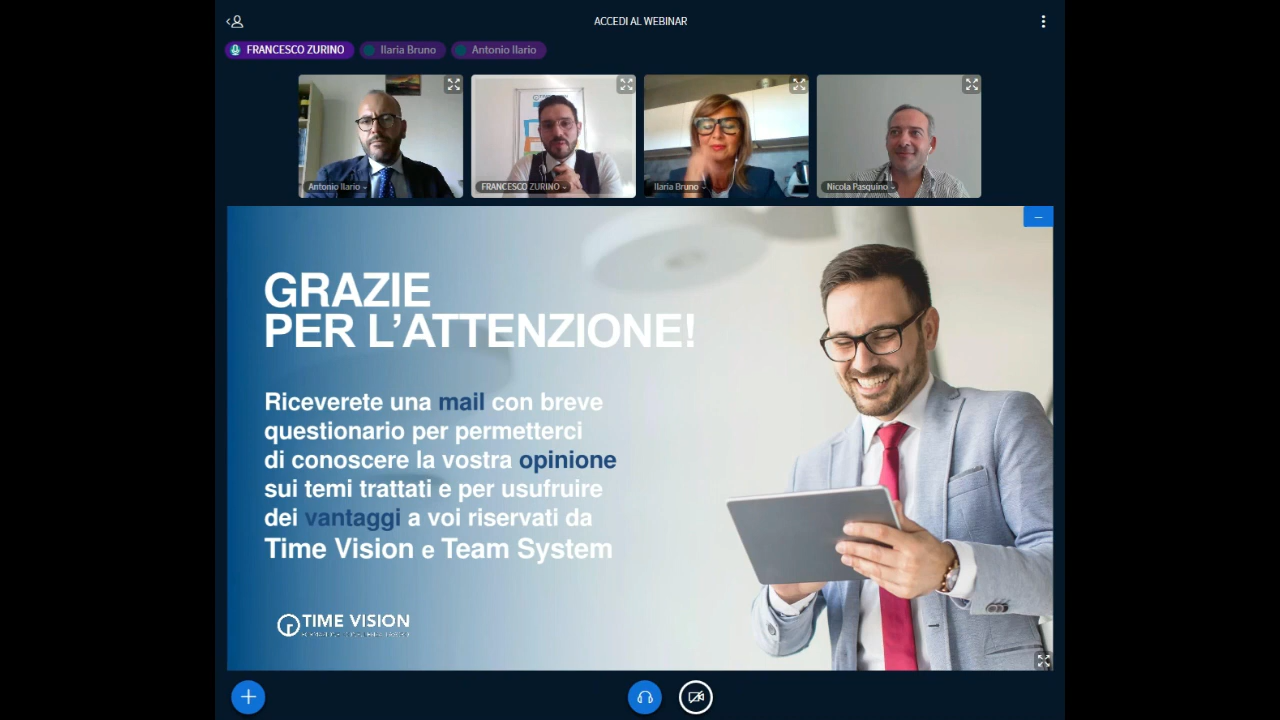 ACCEDI AL WEBINAR
FRANCESCO ZURINO
Ilaria Bruno
Antonio Ilario
Antonio Ilario
FRANCESCO ZURINO
Ilaria Bruno
Nicola Pasquino
GRAZIE
PER L’ATTENZIONE!
Riceverete una mail con breve
questionario per permetterci
di conoscere la vostra opinione
sui temi trattati e per usufruire
dei vantaggi a voi riservati da
Time Vision e Team System
TIME VISION